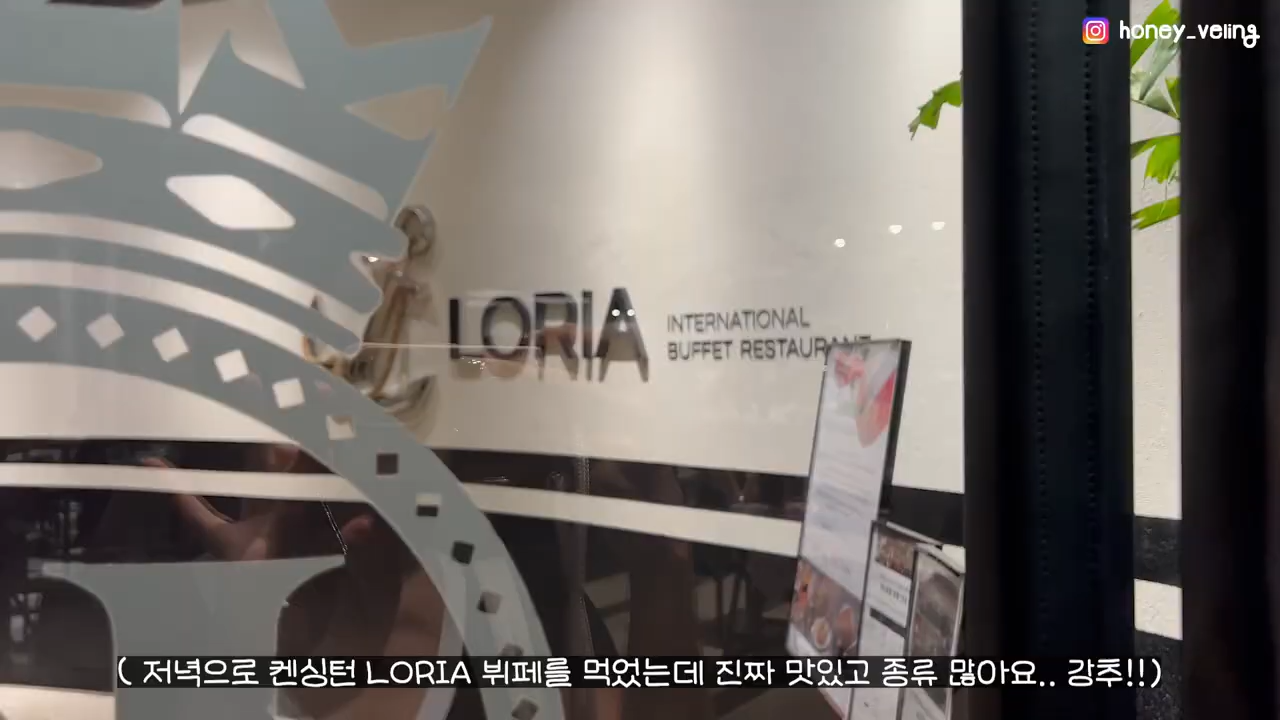 honey_veling
LORIA
INTERNATIONAL
BUFFET RESTAURANT
( 저녁으로 켄싱턴 LORIA 뷔페를 먹었는데 진짜 맛있고 종류 많아요.. 강추!!)